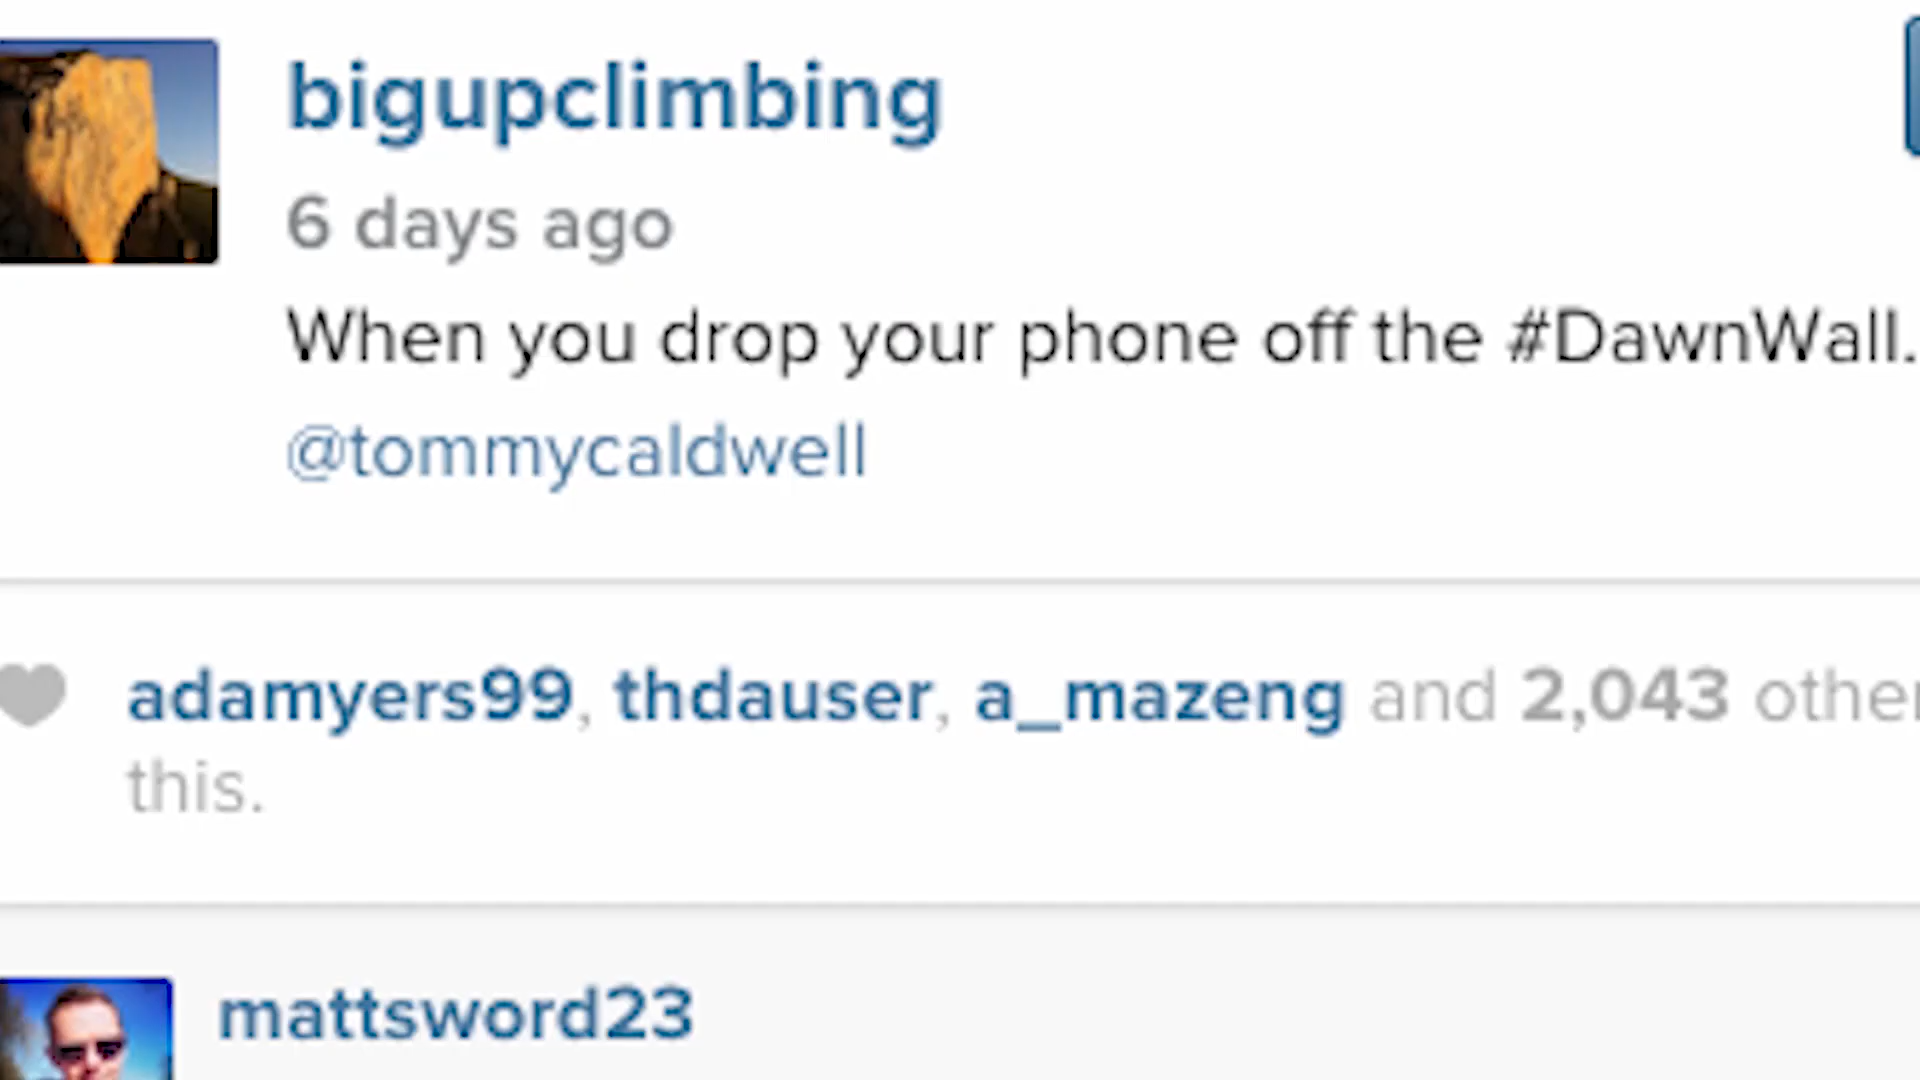 bigupclimbing
6 days ago
When you drop your phone off the #DawnWall.
@tommycaldwell
adamyers99, thdauser, a_mazeng and 2,043
this.
mattsword23